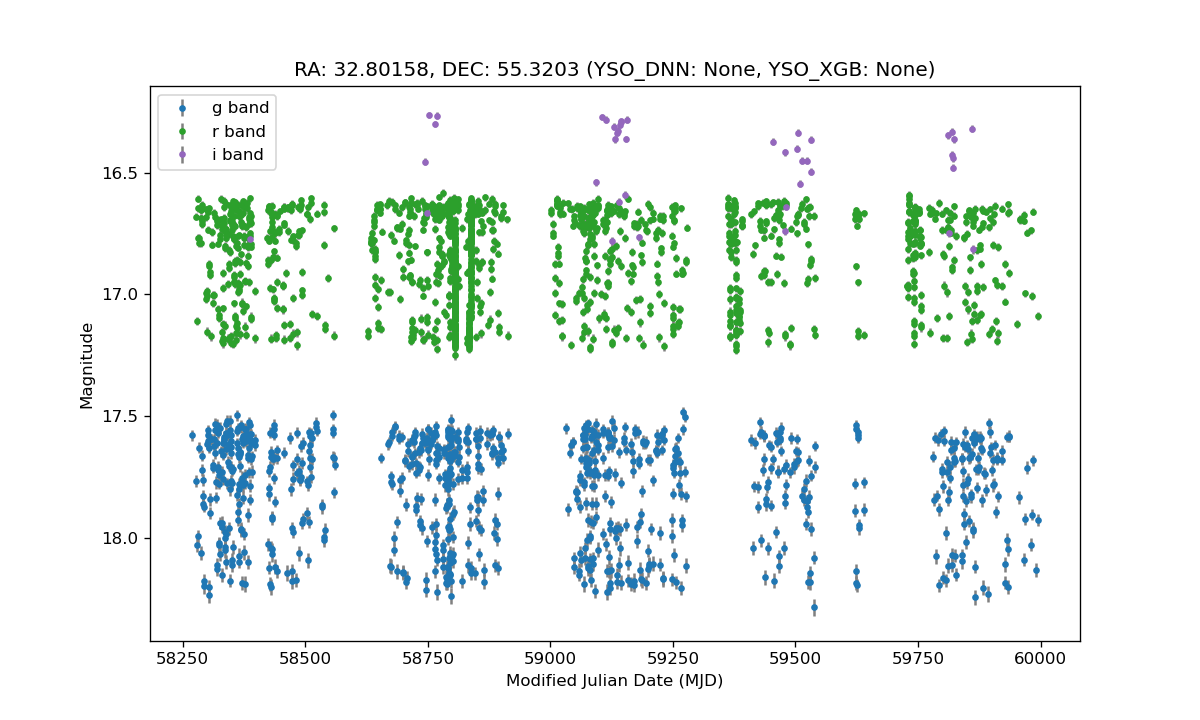 RA: 32.80158, DEC: 55.3203 (YSO_DNN: None, YSO_XGB: None)
g band
r band
i band
16.5
17.0
17.5
18.0
Magnitude
58250 58500 58750 59000 59250 59500 59750 60000
Modified Julian Date (MJD)